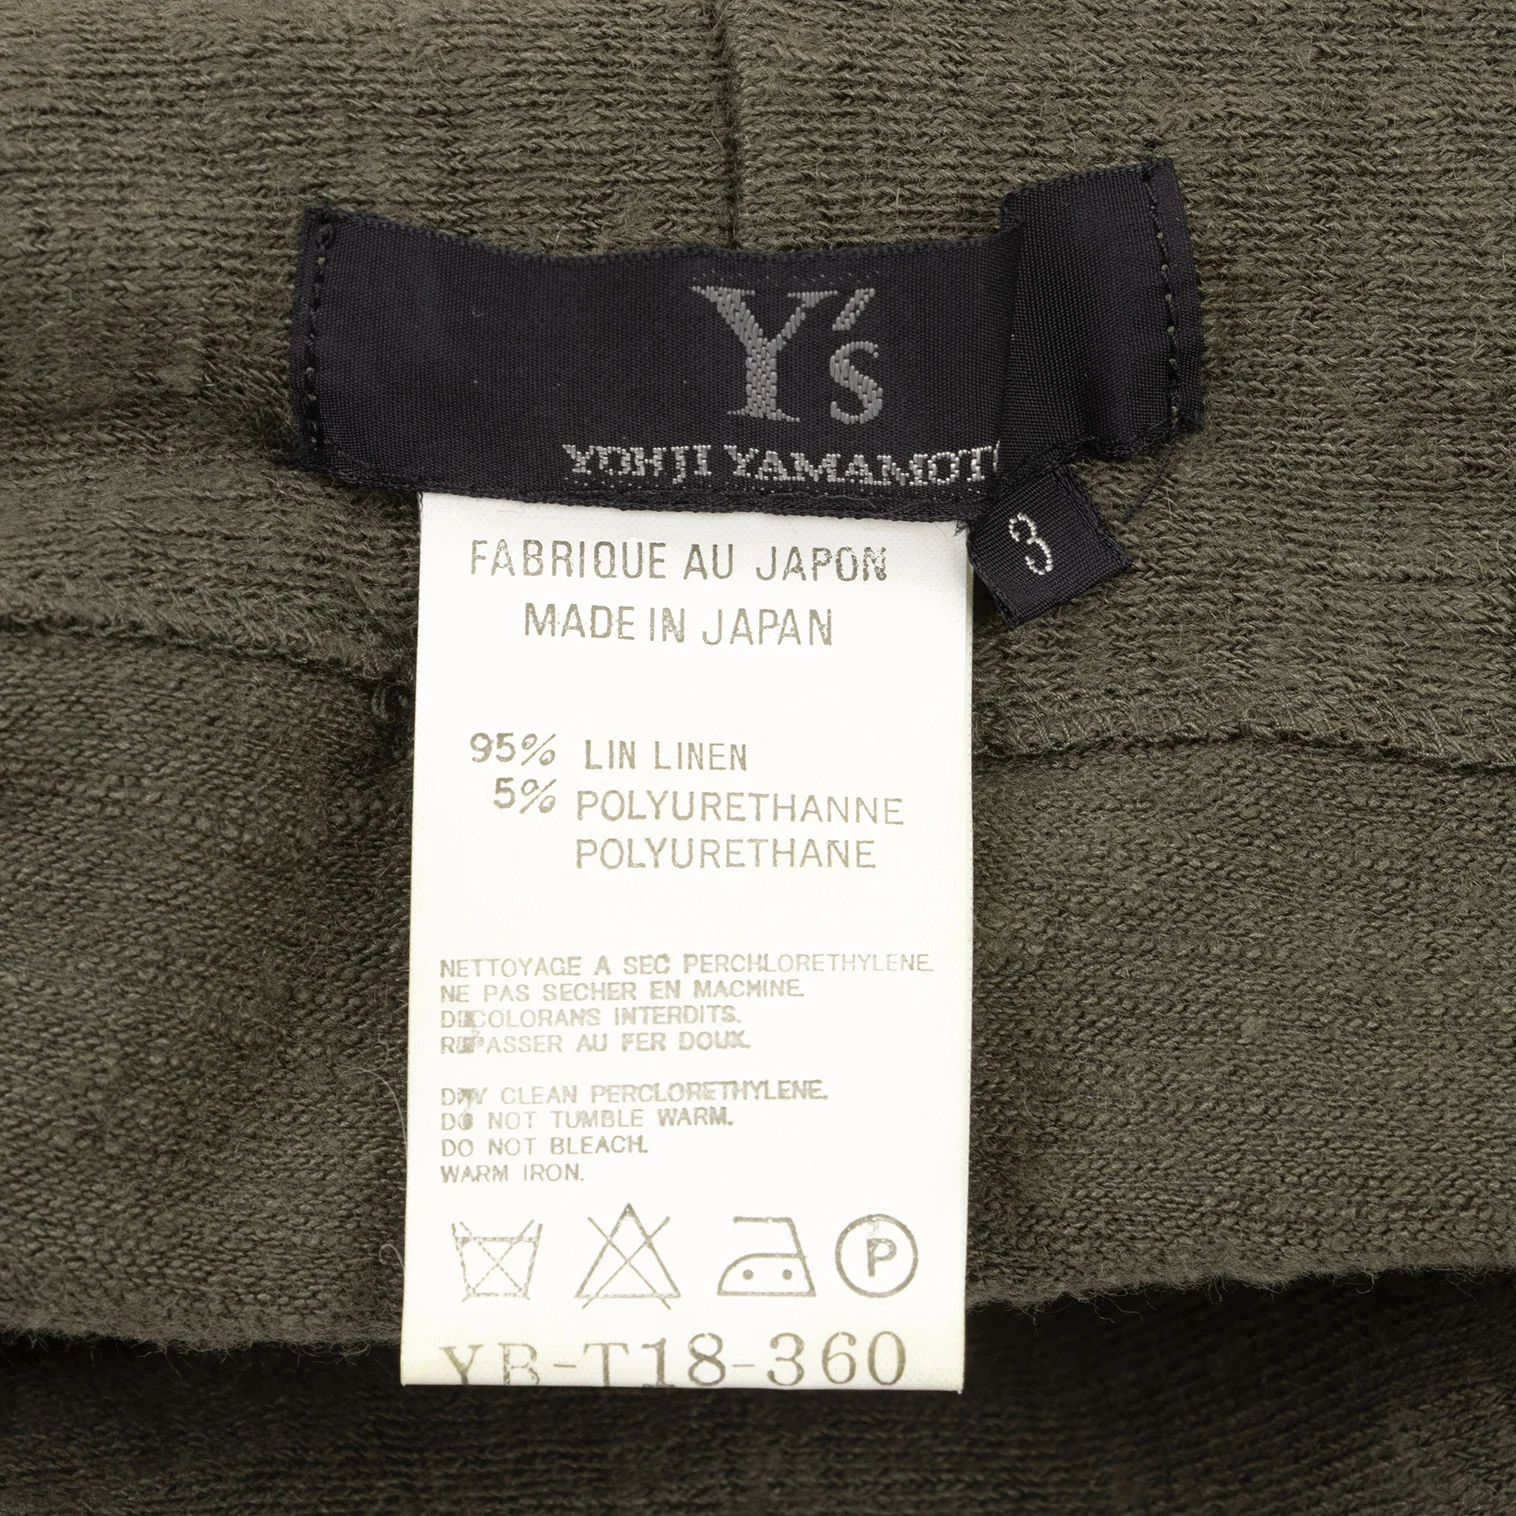 Y's
YOHJI YAMAMOTO
3
FABRIQUE AU JAPON
MADE IN JAPAN
95% LIN LINEN
5% POLYURETHANNE
POLYURETHANE
NETTOYAGE A SEC PERCHLORETHYLENE
NE PAS SECHER EN MACHINE.
DECOLORANS INTERDITS.
REPASSER AU FER DOUX.
DRY CLEAN PERCLORETHYLENE.
DO NOT TUMBLE WARM.
DO NOT BLEACH.
WARM IRON.
P
YR-T18-360